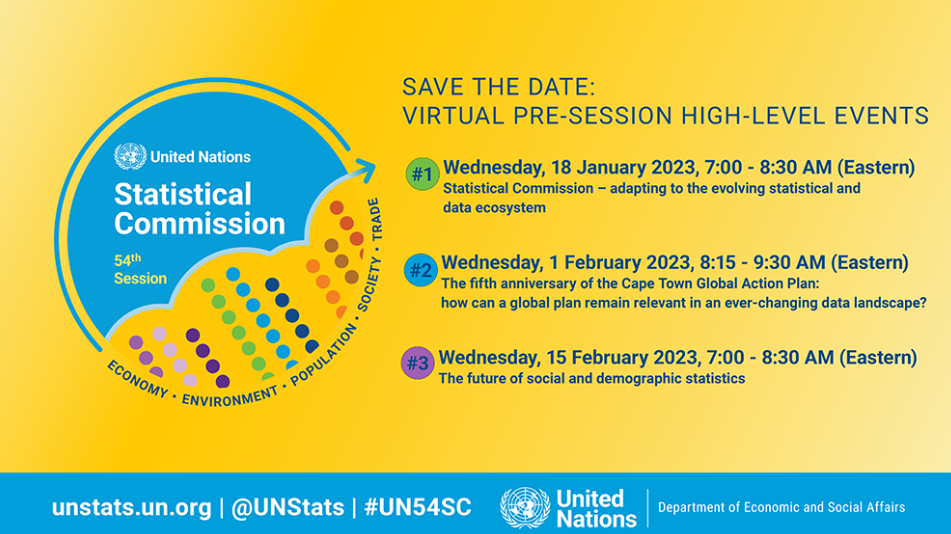 United Nations
Statistical
Commission
54th
Session
ECONOMY • ENVIRONMENT • POPULATION • SOCIETY • TRADE
SAVE THE DATE:
VIRTUAL PRE-SESSION HIGH-LEVEL EVENTS
#1 Wednesday, 18 January 2023, 7:00 - 8:30 AM (Eastern)
Statistical Commission – adapting to the evolving statistical and
data ecosystem
#2 Wednesday, 1 February 2023, 8:15 - 9:30 AM (Eastern)
The fifth anniversary of the Cape Town Global Action Plan:
how can a global plan remain relevant in an ever-changing data landscape?
#3 Wednesday, 15 February 2023, 7:00 - 8:30 AM (Eastern)
The future of social and demographic statistics
unstats.un.org | @UNStats | #UN54SC
United
Nations
Department of Economic and Social Affairs